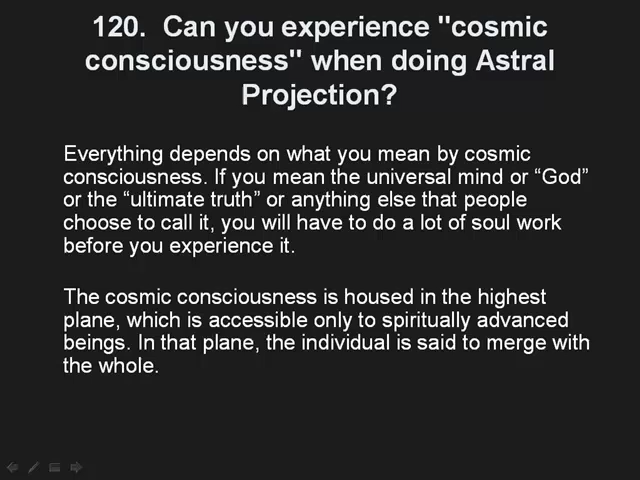 120.  Can you experience "cosmic
consciousness" when doing Astral
Projection?
Everything depends on what you mean by cosmic
consciousness. If you mean the universal mind or “God”
or the “ultimate truth” or anything else that people
choose to call it, you will have to do a lot of soul work
before you experience it.
The cosmic consciousness is housed in the highest
plane, which is accessible only to spiritually advanced
beings. In that plane, the individual is said to merge with
the whole.